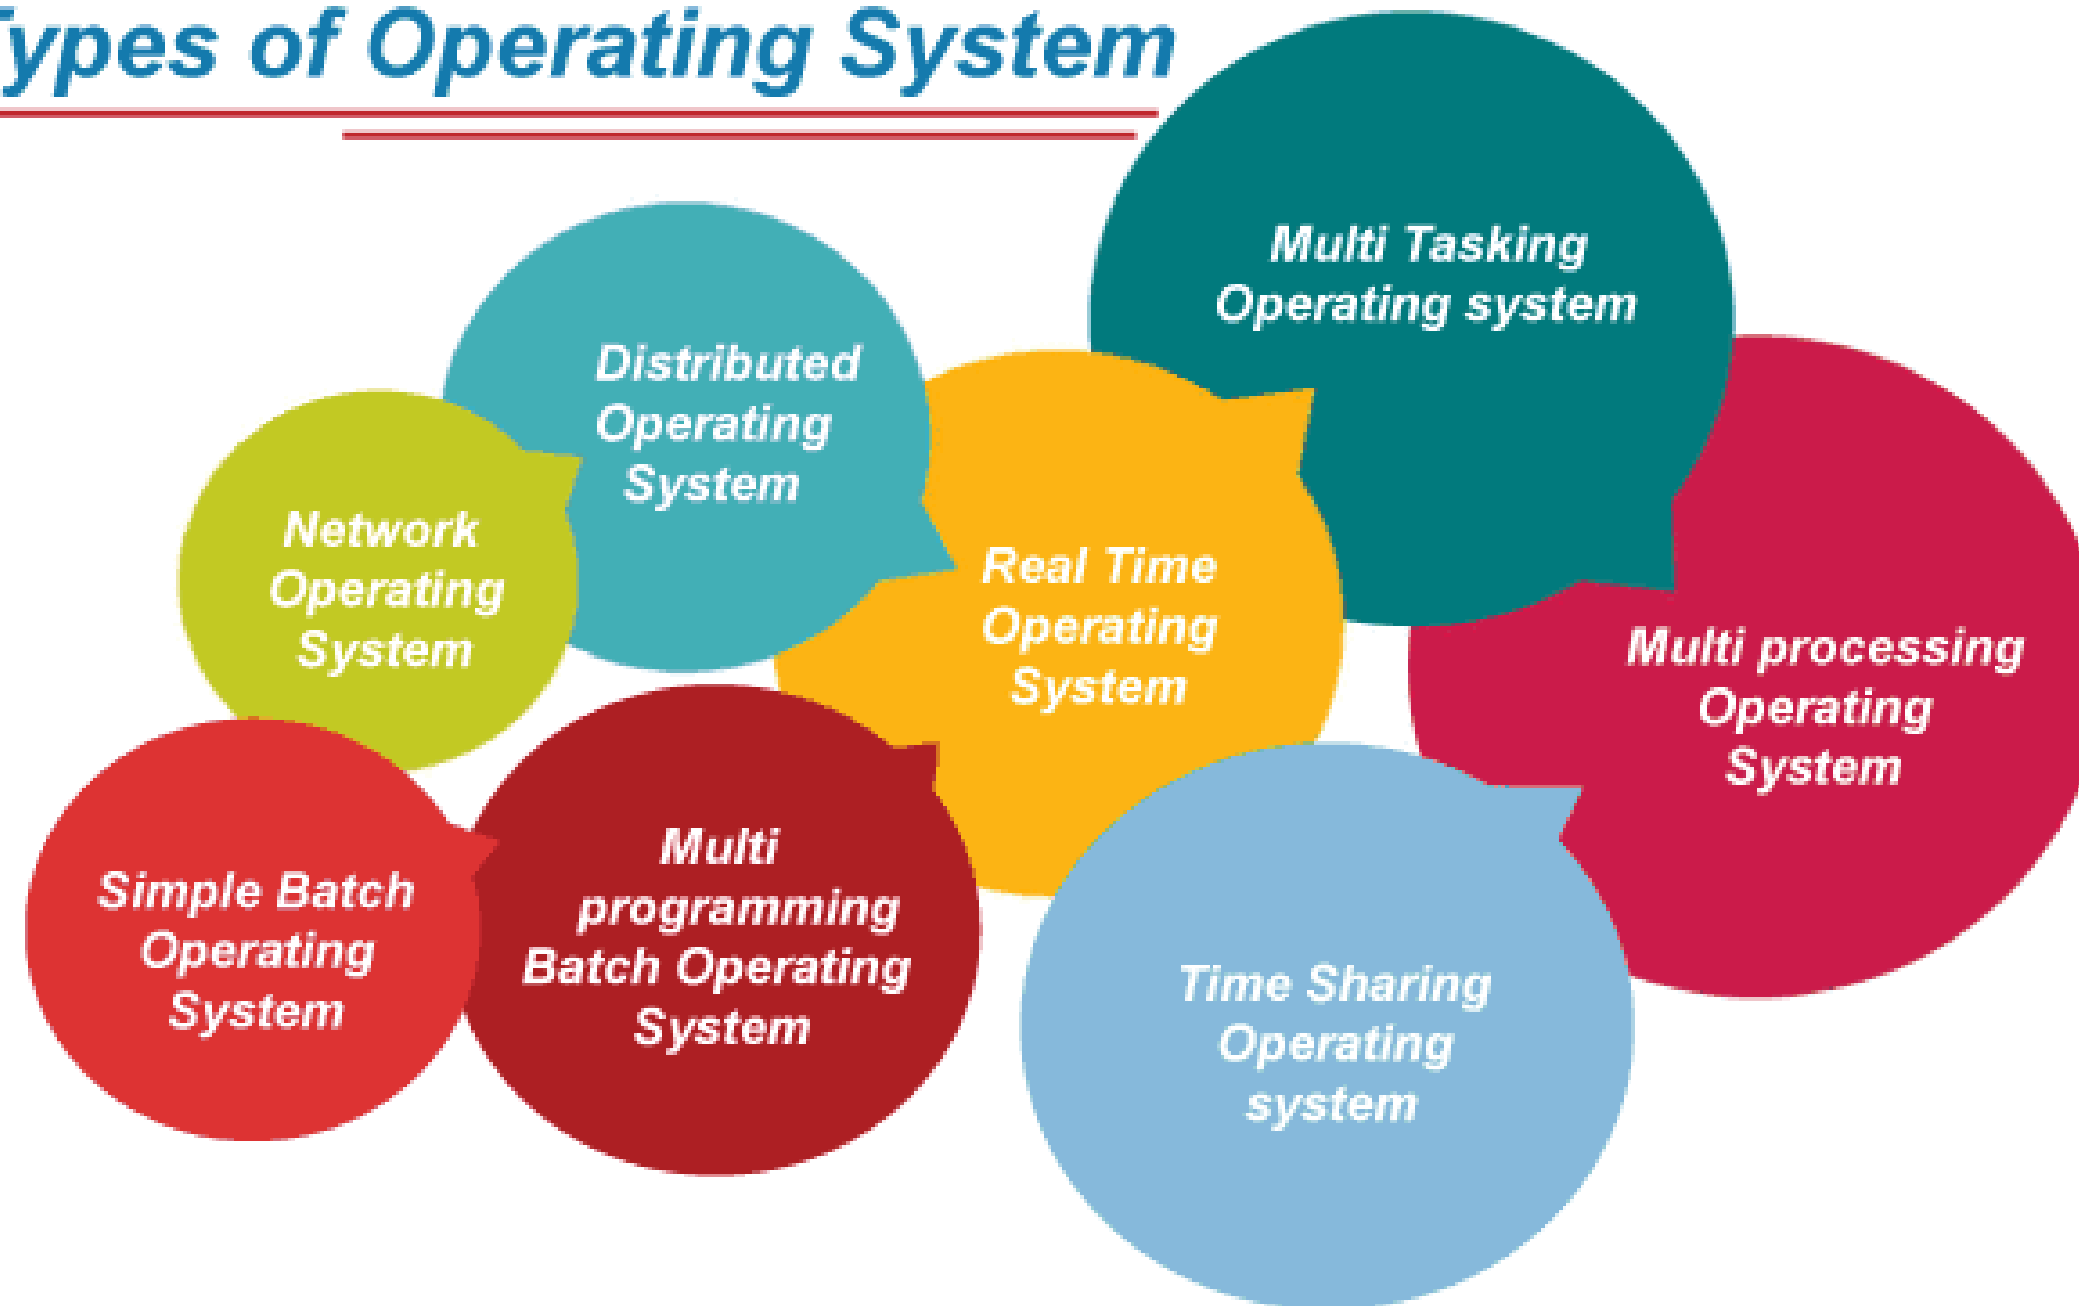 Types of Operating System
Multi Tasking
Operating system
Distributed
Operating
System
Network
Operating
System
Real Time
Operating
System
Multi processing
Operating
System
Simple Batch
Operating
System
Multi
programming
Batch Operating
System
Time Sharing
Operating
system